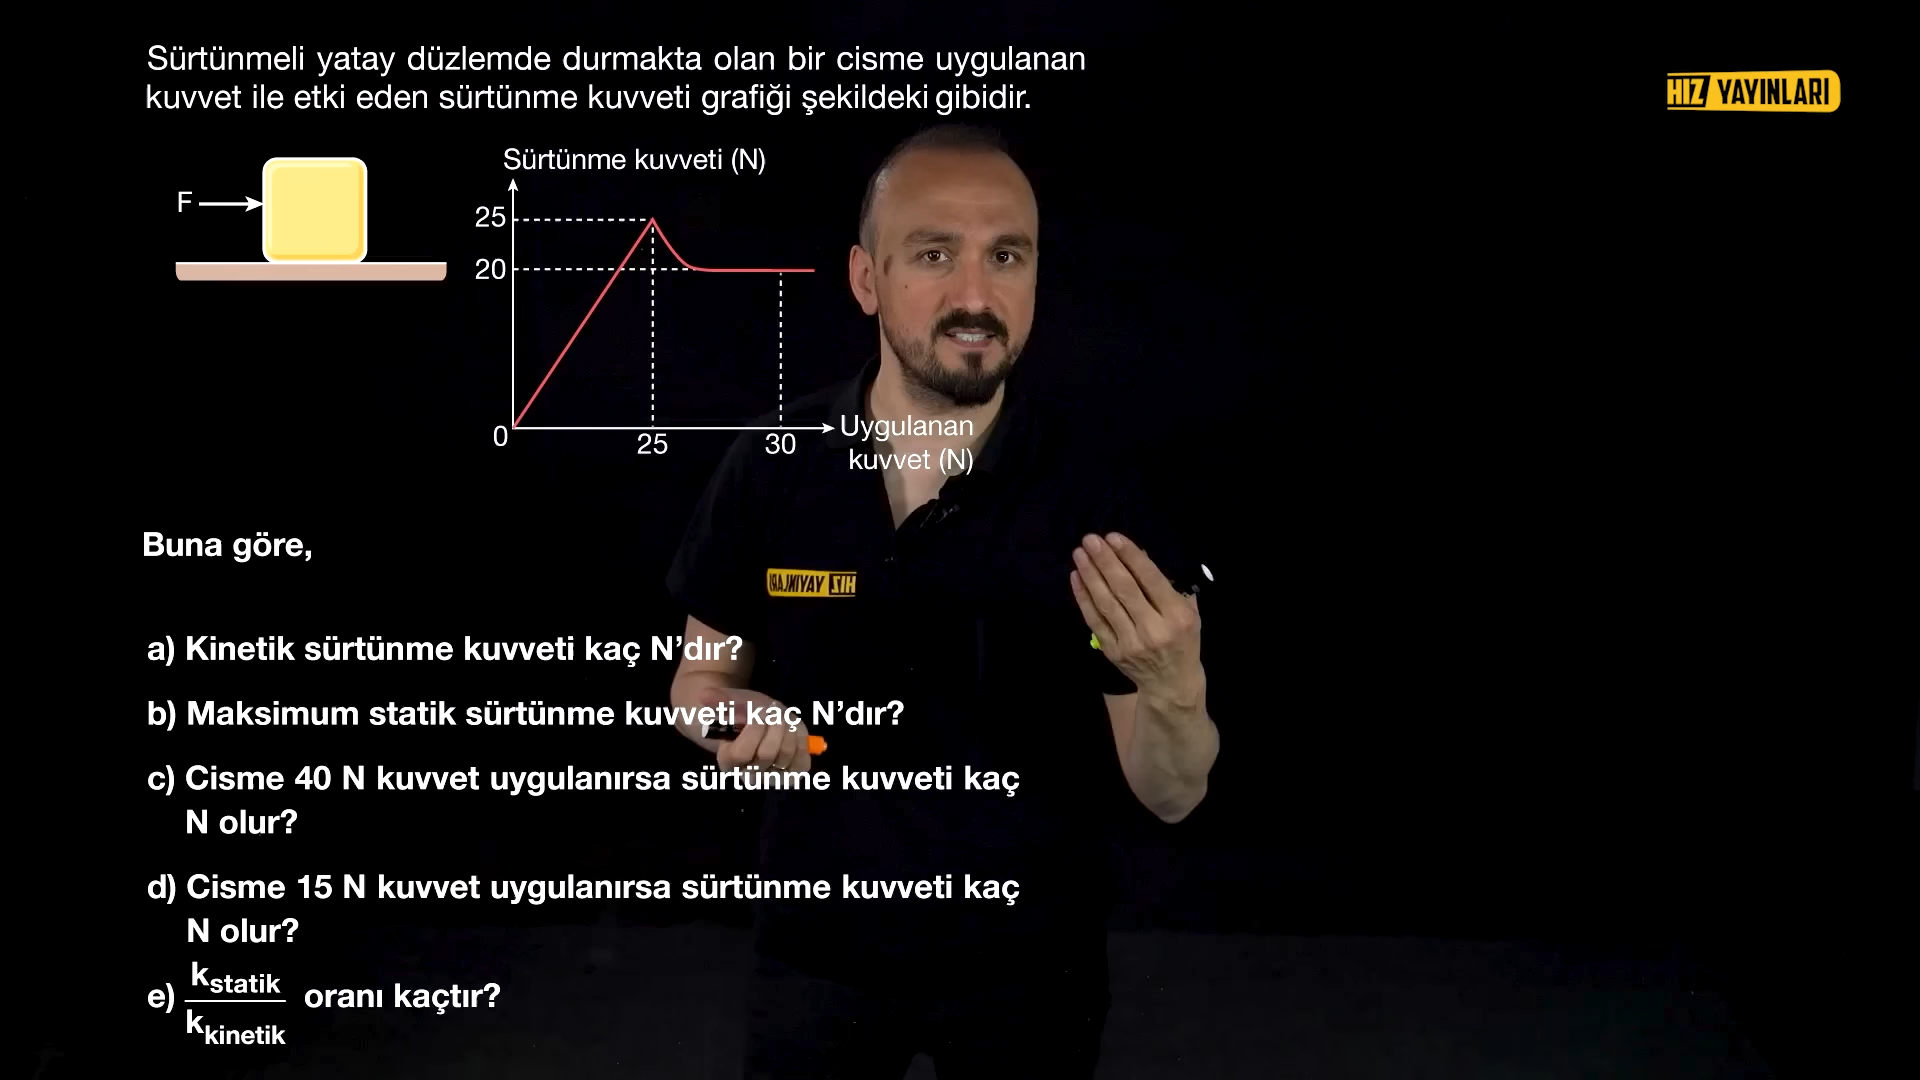 Sürtünmeli yatay düzlemde durmakta olan bir cisme uygulanan
kuvvet ile etki eden sürtünme kuvveti grafiği şekildeki gibidir.
HIZ YAYINLARI
F
Sürtünme kuvveti (N)
25
20
0
25
30
Uygulanan
kuvvet (N)
HIZ YAYINLARI
Buna göre,
a) Kinetik sürtünme kuvveti kaç N’dır?
b) Maksimum statik sürtünme kuvveti kaç N’dır?
c) Cisme 40 N kuvvet uygulanırsa sürtünme kuvveti kaç
N olur?
d) Cisme 15 N kuvvet uygulanırsa sürtünme kuvveti kaç
N olur?
e) kstatik / kkinetik oranı kaçtır?